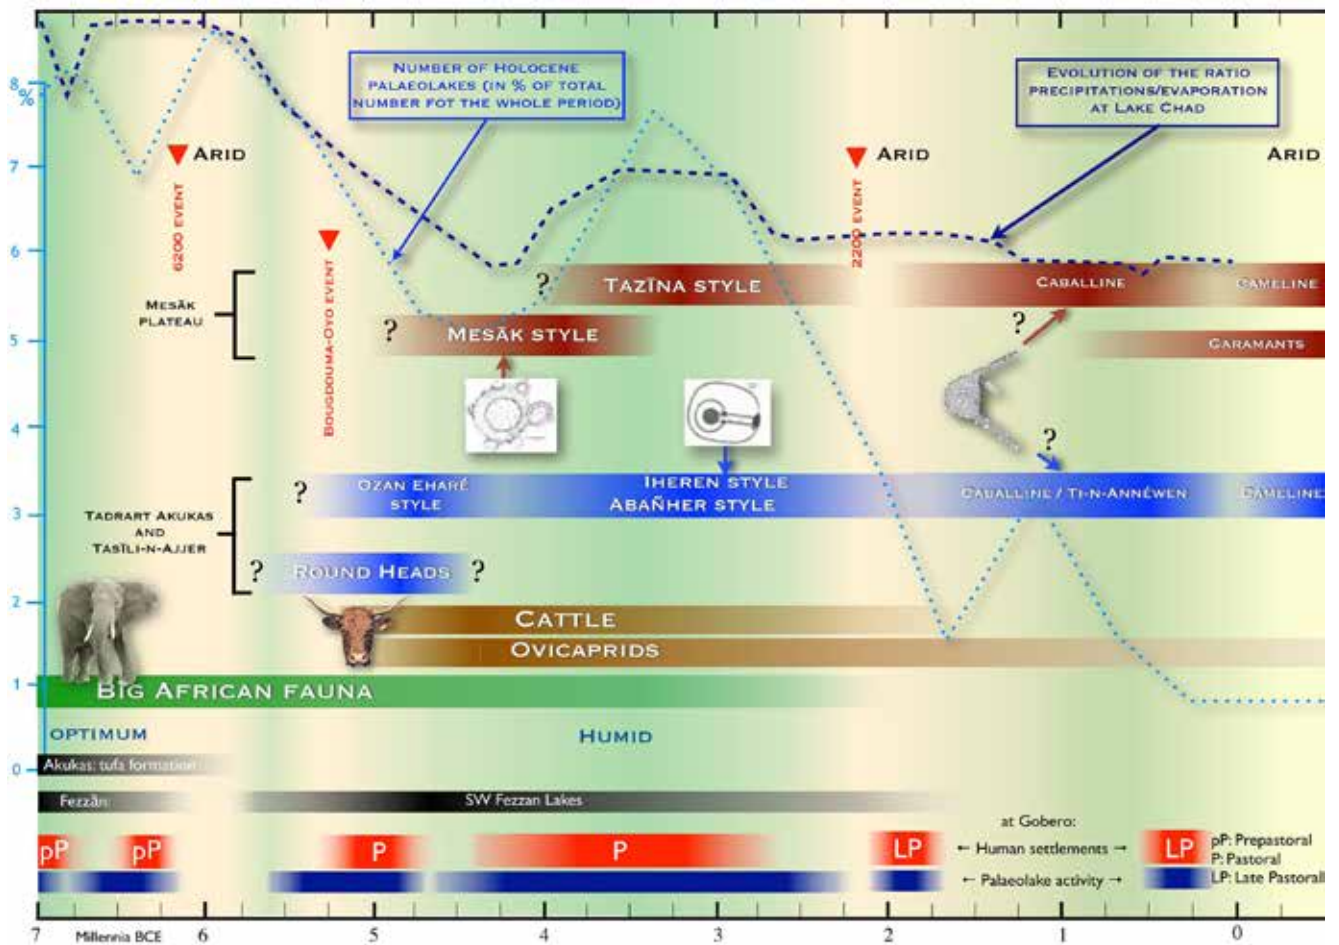 NUMBER OF HOLOCENE
PALAEOLAKES (IN % OF TOTAL
NUMBER FOT THE WHOLE PERIOD)
EVOLUTION OF THE RATIO
PRECIPITATIONS/EVAPORATION
AT LAKE CHAD
8
%
7
6
5
4
3
2
1
0
ARID
ARID
ARID
6200 EVENT
BOUGDOUMA-OYO EVENT
2200 EVENT
MESĀK
PLATEAU
?
TAZĪNA STYLE
CABALLINE
CAMELINE
?
MESĀK STYLE
?
GARAMANTS
?
TADRART AKUKAS
AND
TASĪLI-N-AJJER
?
OZAN EHARÉ
STYLE
IHEREN STYLE
ABAÑHER STYLE
CABALLINE / TI-N-ANNÉWEN
CAMELINE
?
ROUND HEADS
?
CATTLE
OVICAPRIDS
BIG AFRICAN FAUNA
OPTIMUM
HUMID
Akukas: tufa formation
Fezzān
SW Fezzan Lakes
pP
pP
P
P
LP
at Gobero:
← Human settlements →
← Palaeolake activity →
LP
pP: Prepastoral
P: Pastoral
LP: Late Pastorall
7
Millennia BCE
6
5
4
3
2
1
0